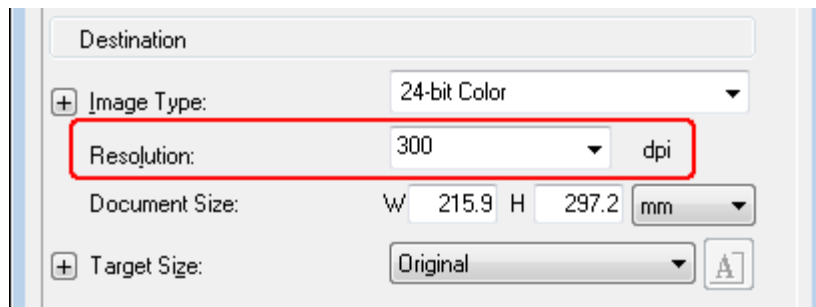 Destination
Image Type: 24-bit Color
Resolution: 300 dpi
Document Size: W 215.9 H 297.2 mm
Target Size: Original A